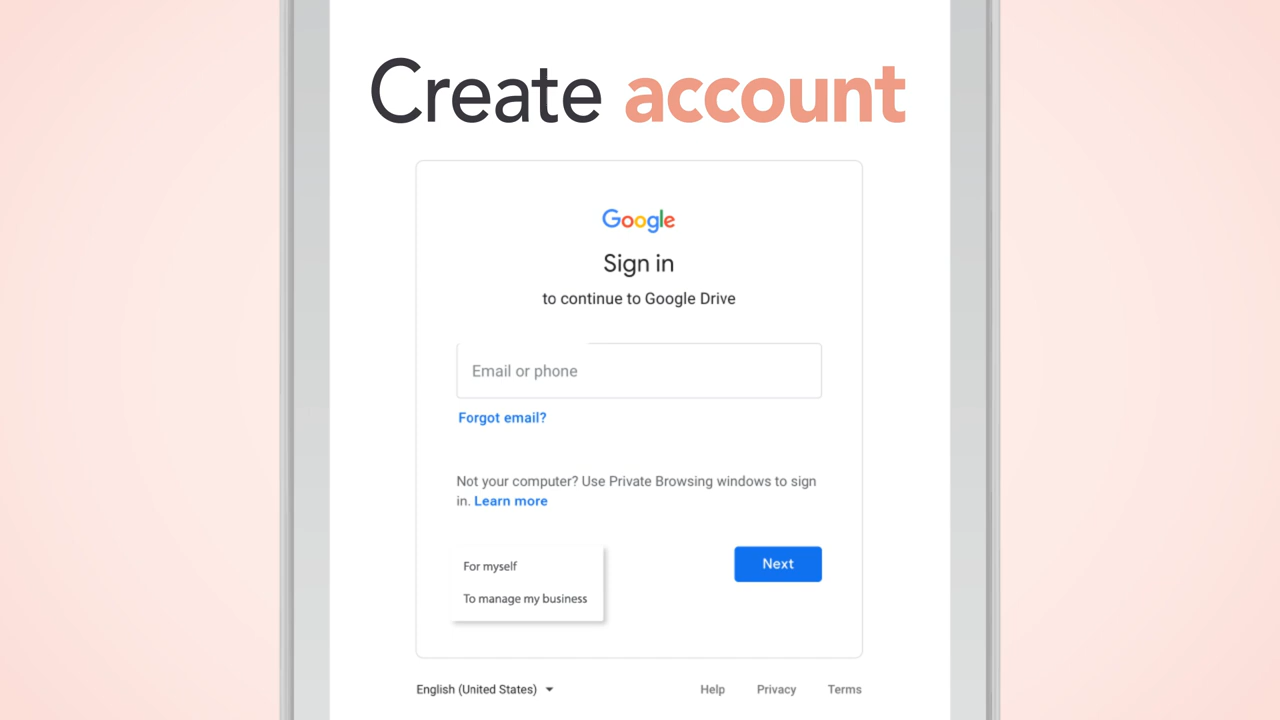 Create account
Google
Sign in
to continue to Google Drive
Email or phone
Forgot email?
Not your computer? Use Private Browsing windows to sign
in. Learn more
For myself
Next
To manage my business
English (United States)
Help Privacy Terms